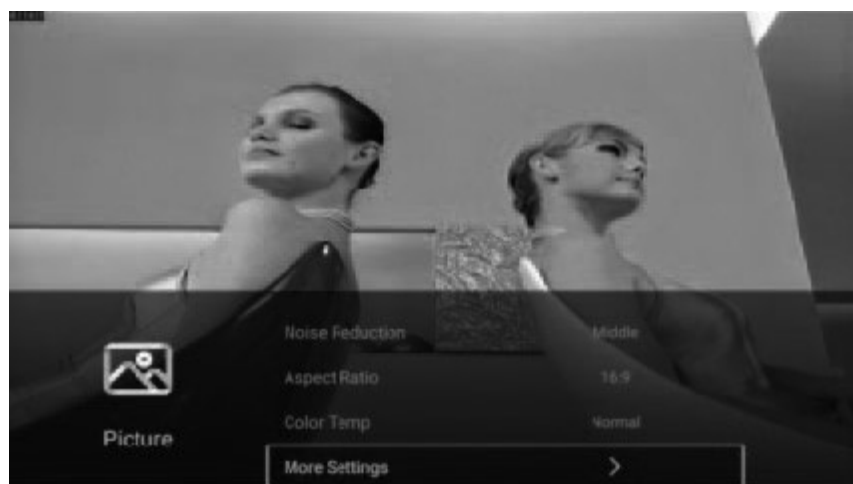 Noise Reduction Middle
Aspect Ratio 16:9
Color Temp Normal
Picture
More Settings >